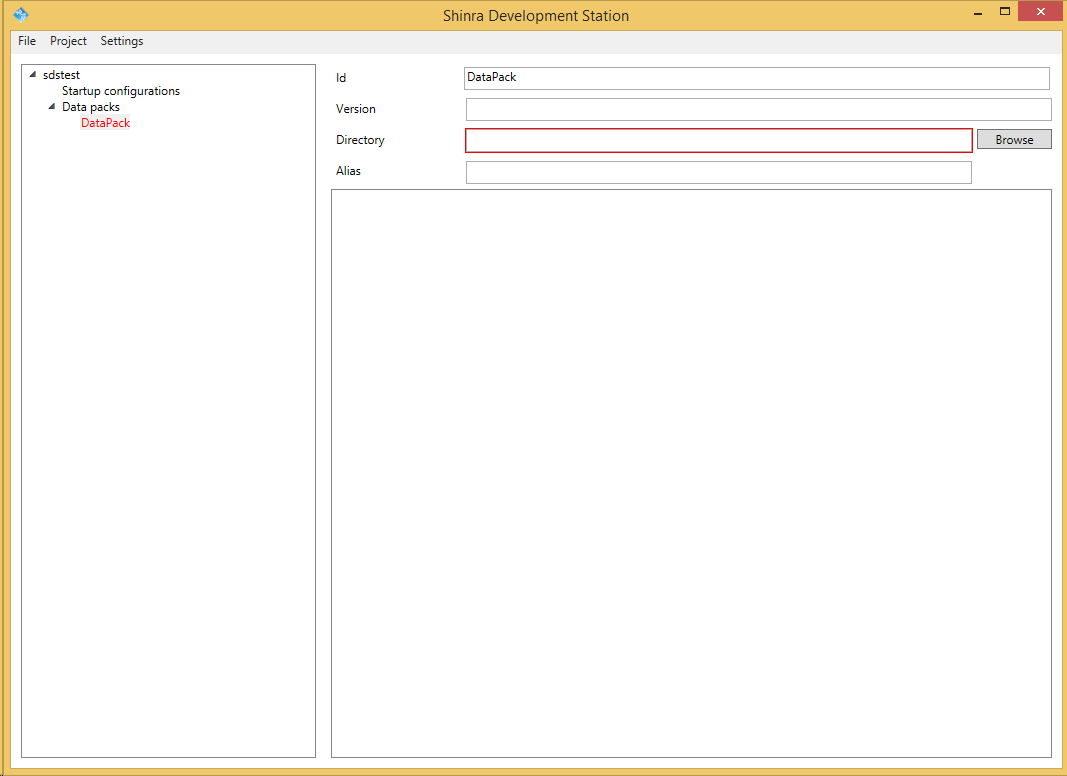 Shinra Development Station
File Project Settings
sdstest
Startup configurations
Data packs
DataPack
Id DataPack
Version
Directory Browse
Alias